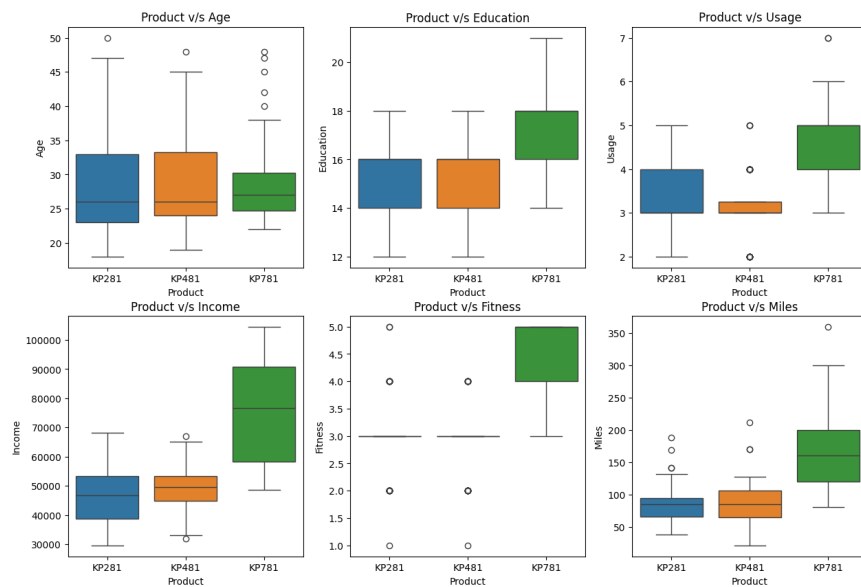 Product v/s Age
50
45
40
35
30
25
20
Age
KP281
KP481
KP781
Product
Product v/s Education
20
18
16
14
12
Education
KP281
KP481
KP781
Product
Product v/s Usage
7
6
5
4
3
2
Usage
KP281
KP481
KP781
Product
Product v/s Income
100000
90000
80000
70000
60000
50000
40000
30000
Income
KP281
KP481
KP781
Product
Product v/s Fitness
5.0
4.5
4.0
3.5
3.0
2.5
2.0
1.5
1.0
Fitness
KP281
KP481
KP781
Product
Product v/s Miles
350
300
250
200
150
100
50
Miles
KP281
KP481
KP781
Product